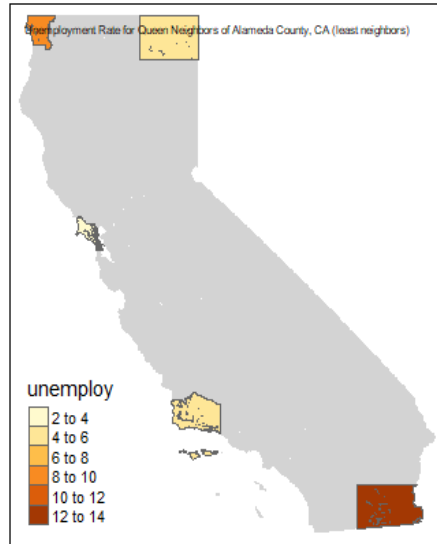 Unemployment Rate for Queen Neighbors of Alameda County, CA (least neighbors)
unemploy
2 to 4
4 to 6
6 to 8
8 to 10
10 to 12
12 to 14